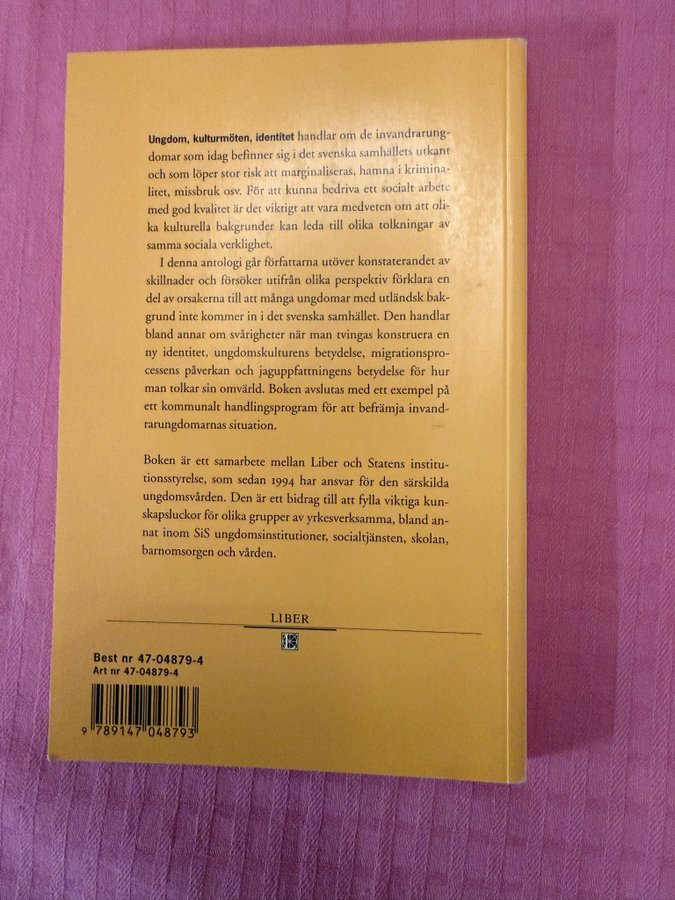 Ungdom, kulturmöten, identitet handlar om de invandrarung-
domar som idag befinner sig i det svenska samhällets utkant
och som löper stor risk att marginaliseras, hamna i krimina-
litet, missbruk osv. För att kunna bedriva ett socialt arbete
med god kvalitet är det viktigt att vara medveten om att oli-
ka kulturella bakgrunder kan leda till olika tolkningar av
samma sociala verklighet.
I denna antologi går författarna utöver konstaterandet av
skillnader och försöker utifrån olika perspektiv förklara en
del av orsakerna till att många ungdomar med utländsk bak-
grund inte kommer in i det svenska samhället. Den handlar
bland annat om svårigheter när man tvingas konstruera en
ny identitet, ungdomskulturens betydelse, migrationspro-
cessens påverkan och jaguppfattningens betydelse för hur
man tolkar sin omvärld. Boken avslutas med ett exempel på
ett kommunalt handlingsprogram för att befrämja invand-
rarungdomarnas situation.
Boken är ett samarbete mellan Liber och Statens institu-
tionsstyrelse, som sedan 1994 har ansvar för den särskilda
ungdomsvården. Den är ett bidrag till att fylla viktiga kun-
skapsluckor för olika grupper av yrkesverksamma, bland an-
nat inom SiS ungdomsinstitutioner, socialtjänsten, skolan,
barnomsorgen och vården.
LIBER
Best nr 47-04879-4
Art nr 47-04879-4
9 789147 048793